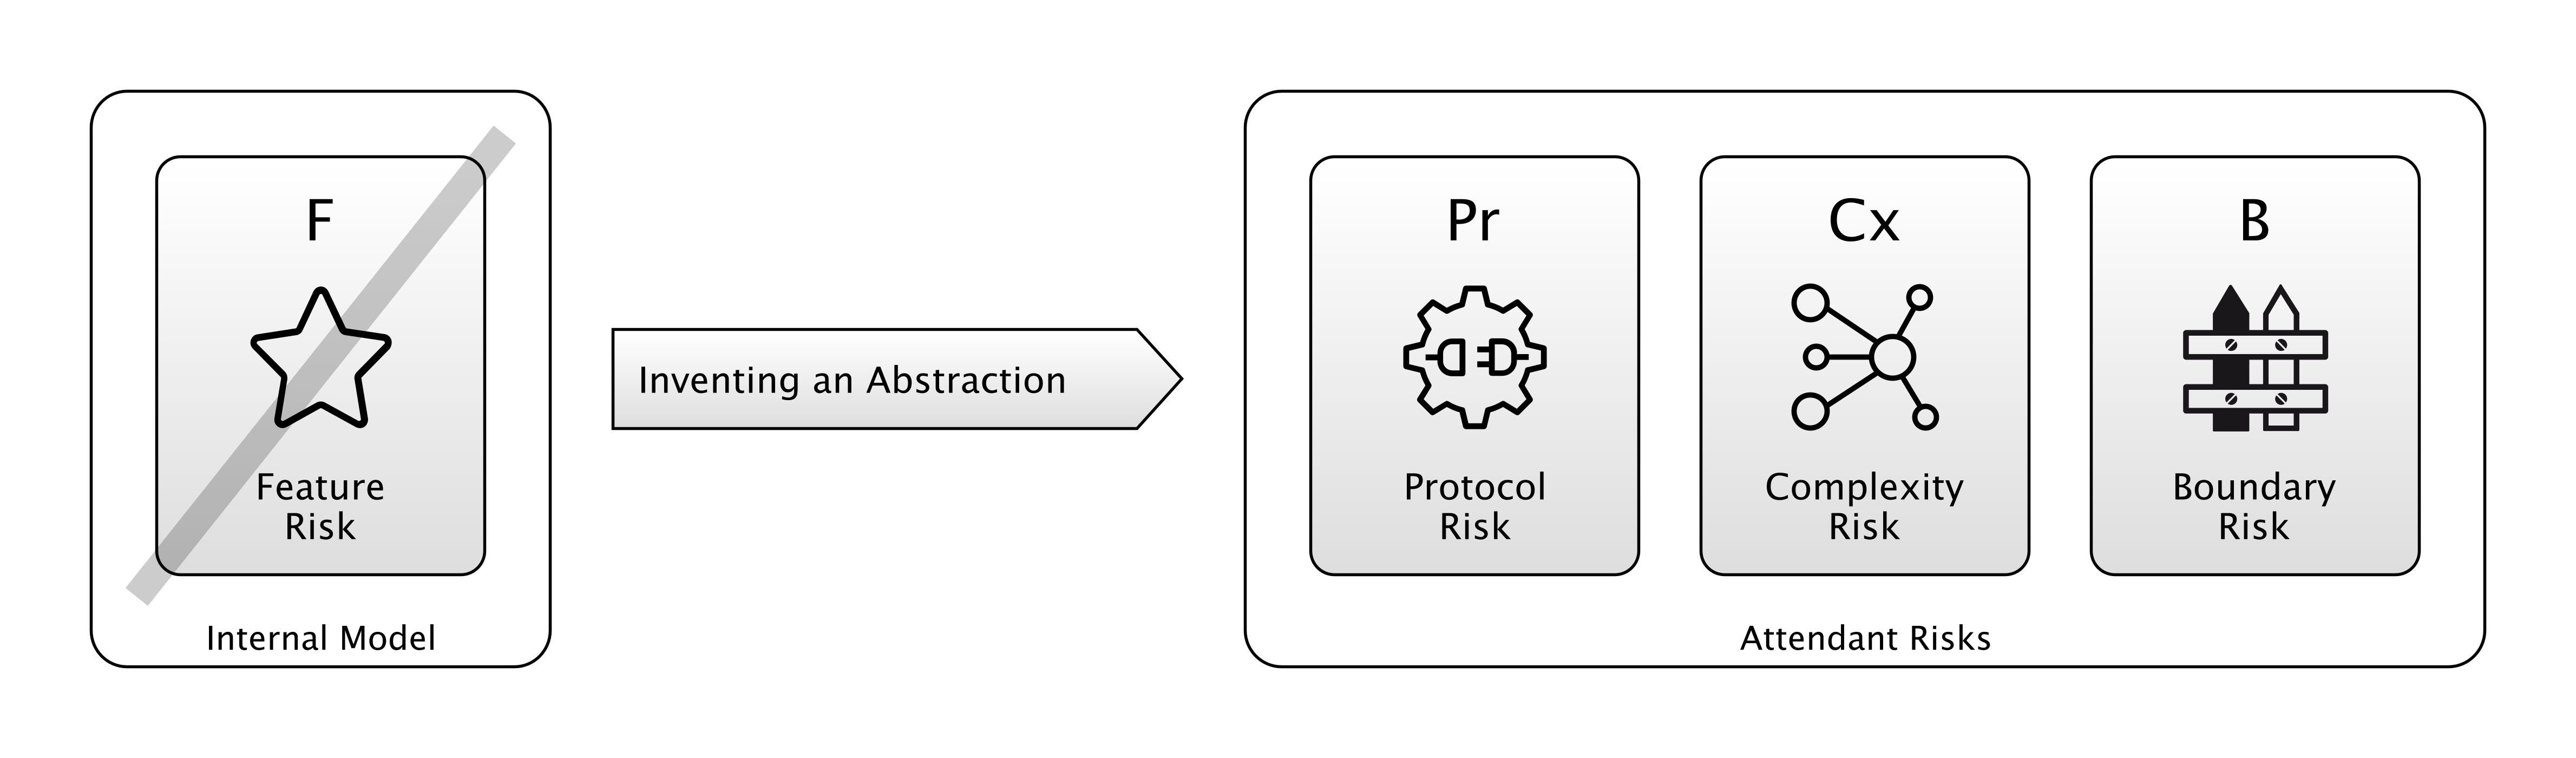 F
Feature
Risk
Internal Model
Inventing an Abstraction
Pr
Protocol
Risk
Cx
Complexity
Risk
B
Boundary
Risk
Attendant Risks